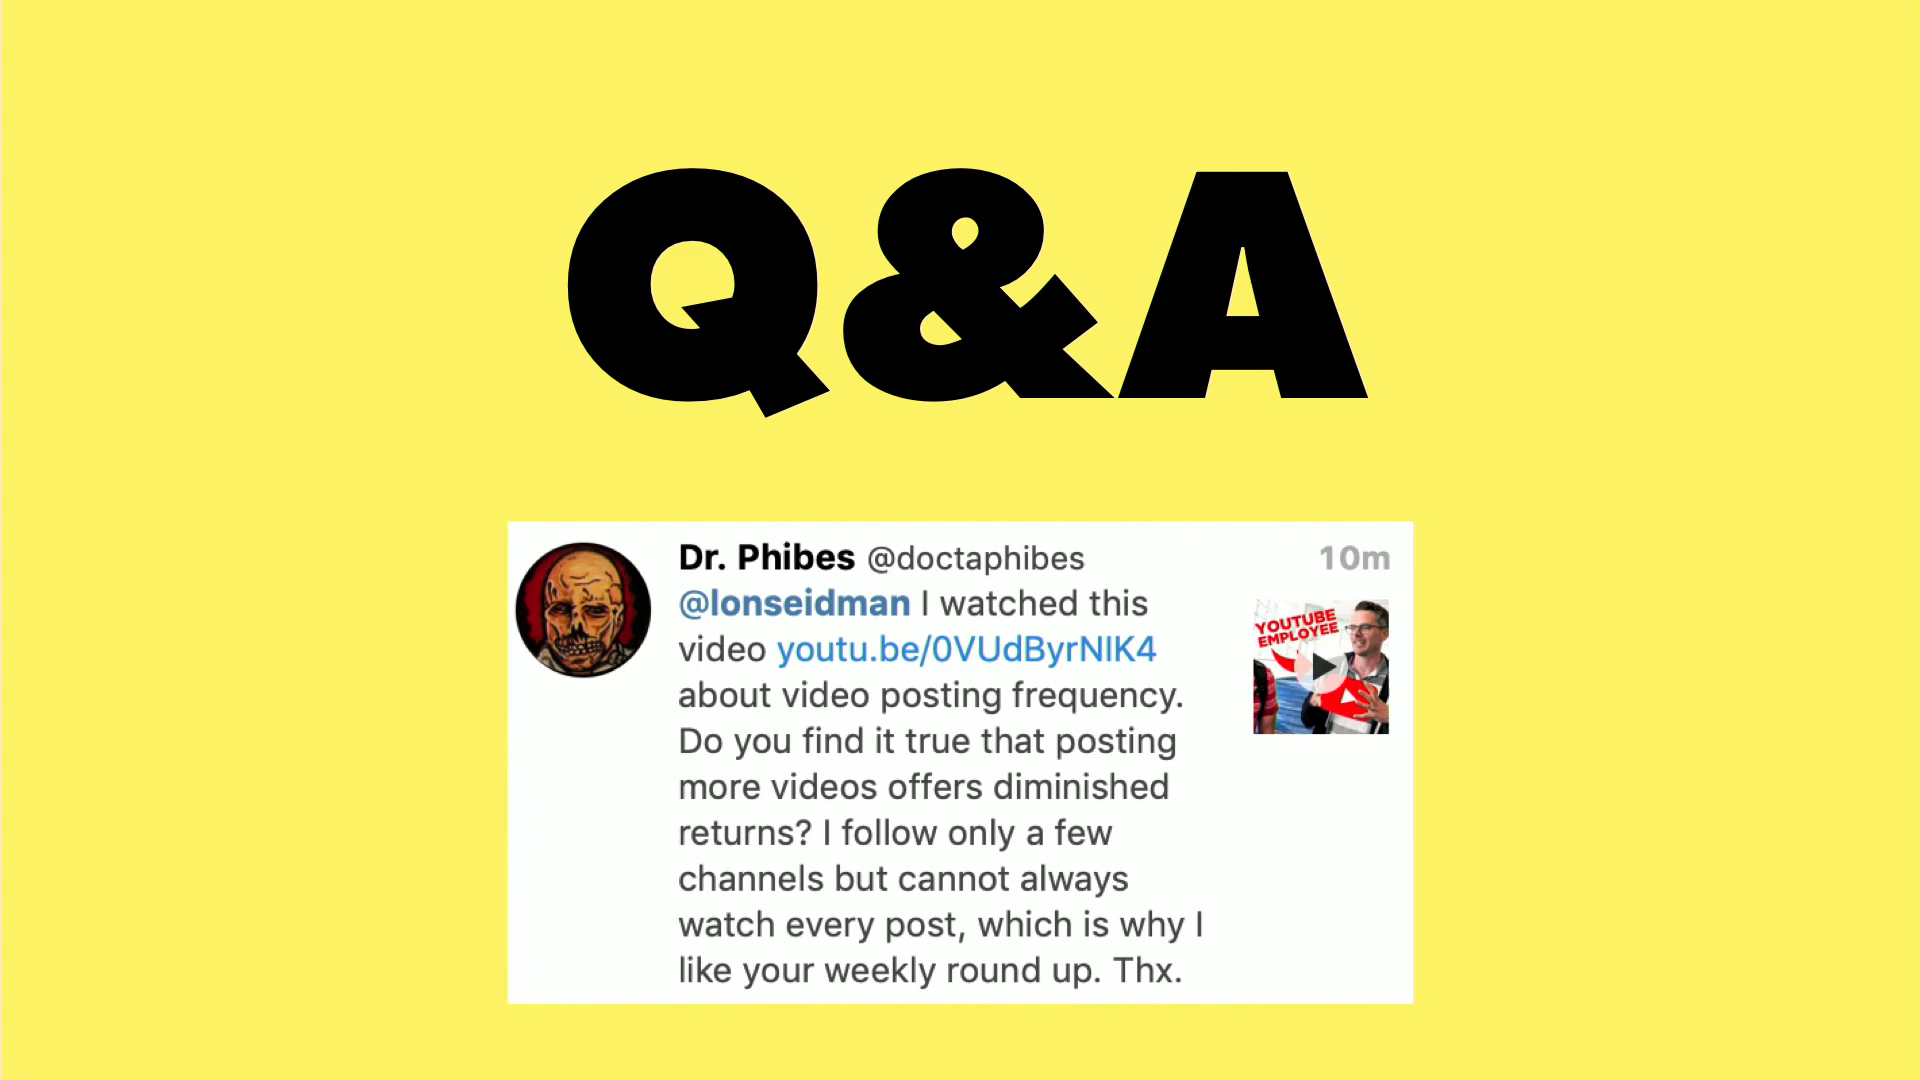 Q&A
Dr. Phibes @doctaphibes 10m
@lonseidman I watched this
video youtu.be/0VUdByrNIK4
about video posting frequency.
Do you find it true that posting
more videos offers diminished
returns? I follow only a few
channels but cannot always
watch every post, which is why I
like your weekly round up. Thx.
YOUTUBE
EMPLOYEE